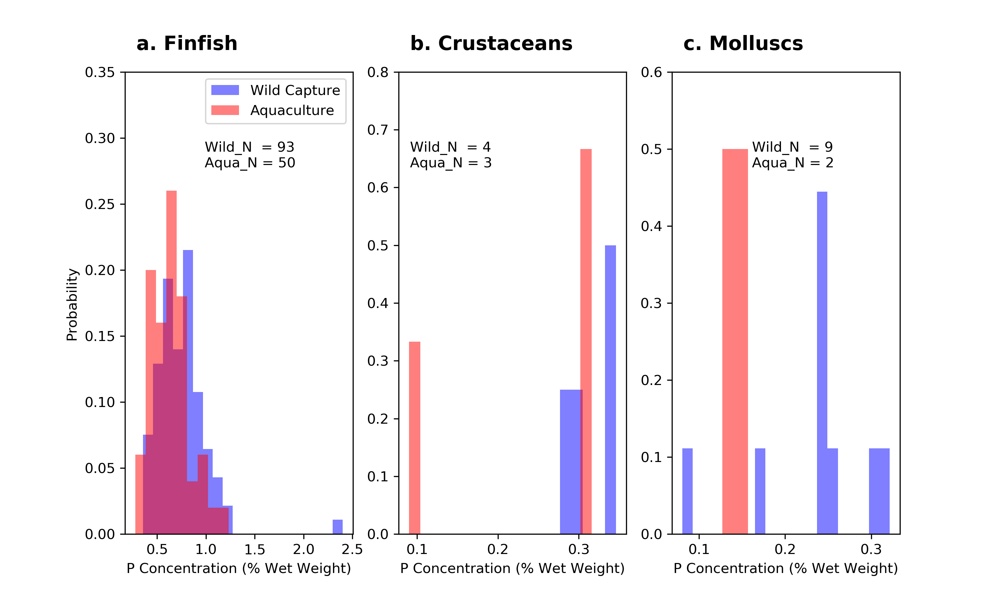 a. Finfish
b. Crustaceans
c. Molluscs
0.35
0.30
0.25
0.20
0.15
0.10
0.05
0.00
Probability
Wild Capture
Aquaculture
Wild_N  = 93
Aqua_N = 50
0.5 1.0 1.5 2.0 2.5
P Concentration (% Wet Weight)
0.8
0.7
0.6
0.5
0.4
0.3
0.2
0.1
0.0
Wild_N  = 4
Aqua_N = 3
0.1 0.2 0.3
P Concentration (% Wet Weight)
0.6
0.5
0.4
0.3
0.2
0.1
0.0
Wild_N  = 9
Aqua_N = 2
0.1 0.2 0.3
P Concentration (% Wet Weight)